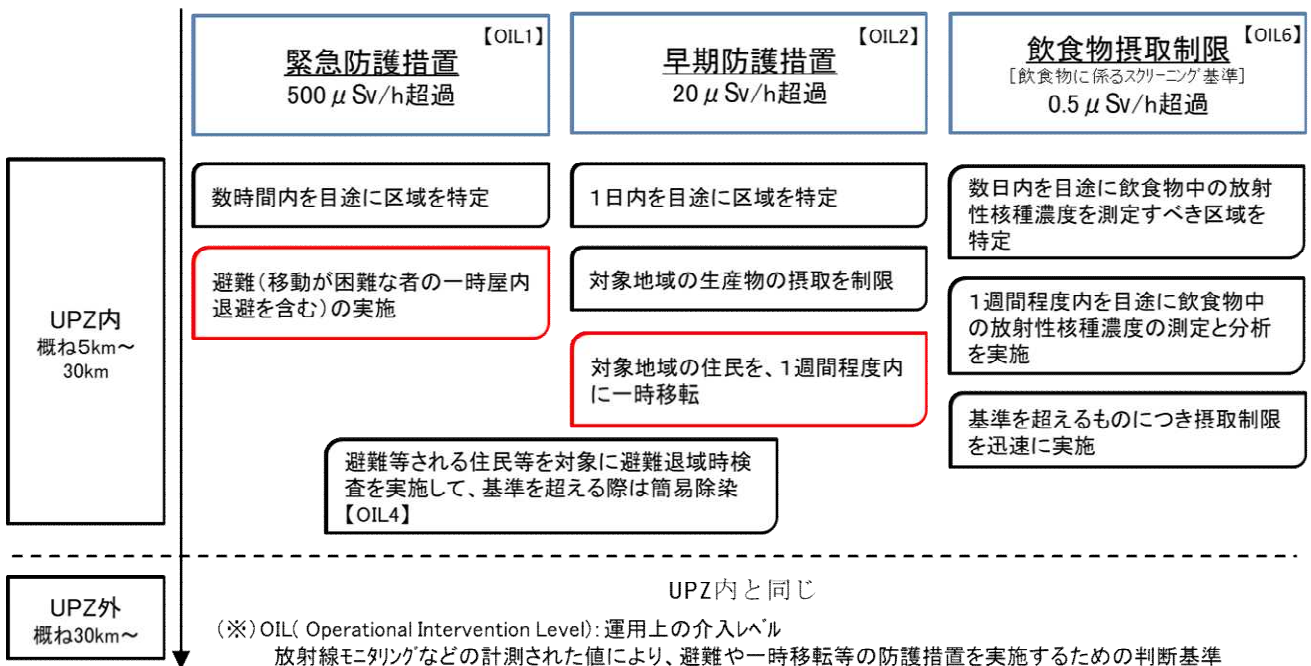 【OIL1】
緊急防護措置
500μSv/h超過
【OIL2】
早期防護措置
20μSv/h超過
【OIL6】
飲食物摂取制限
[飲食物に係るスクリーニング基準]
0.5μSv/h超過
UPZ内
概ね5km～
30km
数時間内を目途に区域を特定
避難(移動が困難な者の一時屋内
退避を含む)の実施
1日内を目途に区域を特定
対象地域の生産物の摂取を制限
対象地域の住民を、1週間程度内
に一時移転
数日内を目途に飲食物中の放射
性核種濃度を測定すべき区域を
特定
1週間程度内を目途に飲食物中
の放射性核種濃度の測定と分析
を実施
基準を超えるものにつき摂取制限
を迅速に実施
避難等される住民等を対象に避難退域時検
査を実施して、基準を超える際は簡易除染
【OIL4】
UPZ外
概ね30km～
UPZ内と同じ
(※)OIL( Operational Intervention Level):運用上の介入レベル
放射線モニタリングなどの計測された値により、避難や一時移転等の防護措置を実施するための判断基準